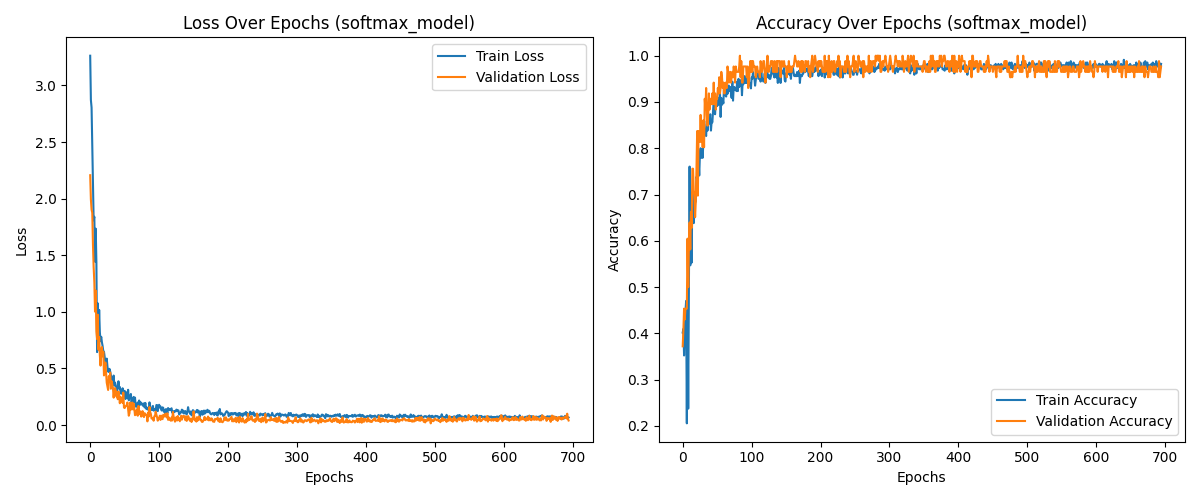 Loss Over Epochs (softmax_model)
Train Loss
Validation Loss
3.0
2.5
2.0
1.5
1.0
0.5
0.0
Loss
0 100 200 300 400 500 600 700
Epochs
Accuracy Over Epochs (softmax_model)
1.0
0.9
0.8
0.7
0.6
0.5
0.4
0.3
0.2
Accuracy
Train Accuracy
Validation Accuracy
0 100 200 300 400 500 600 700
Epochs